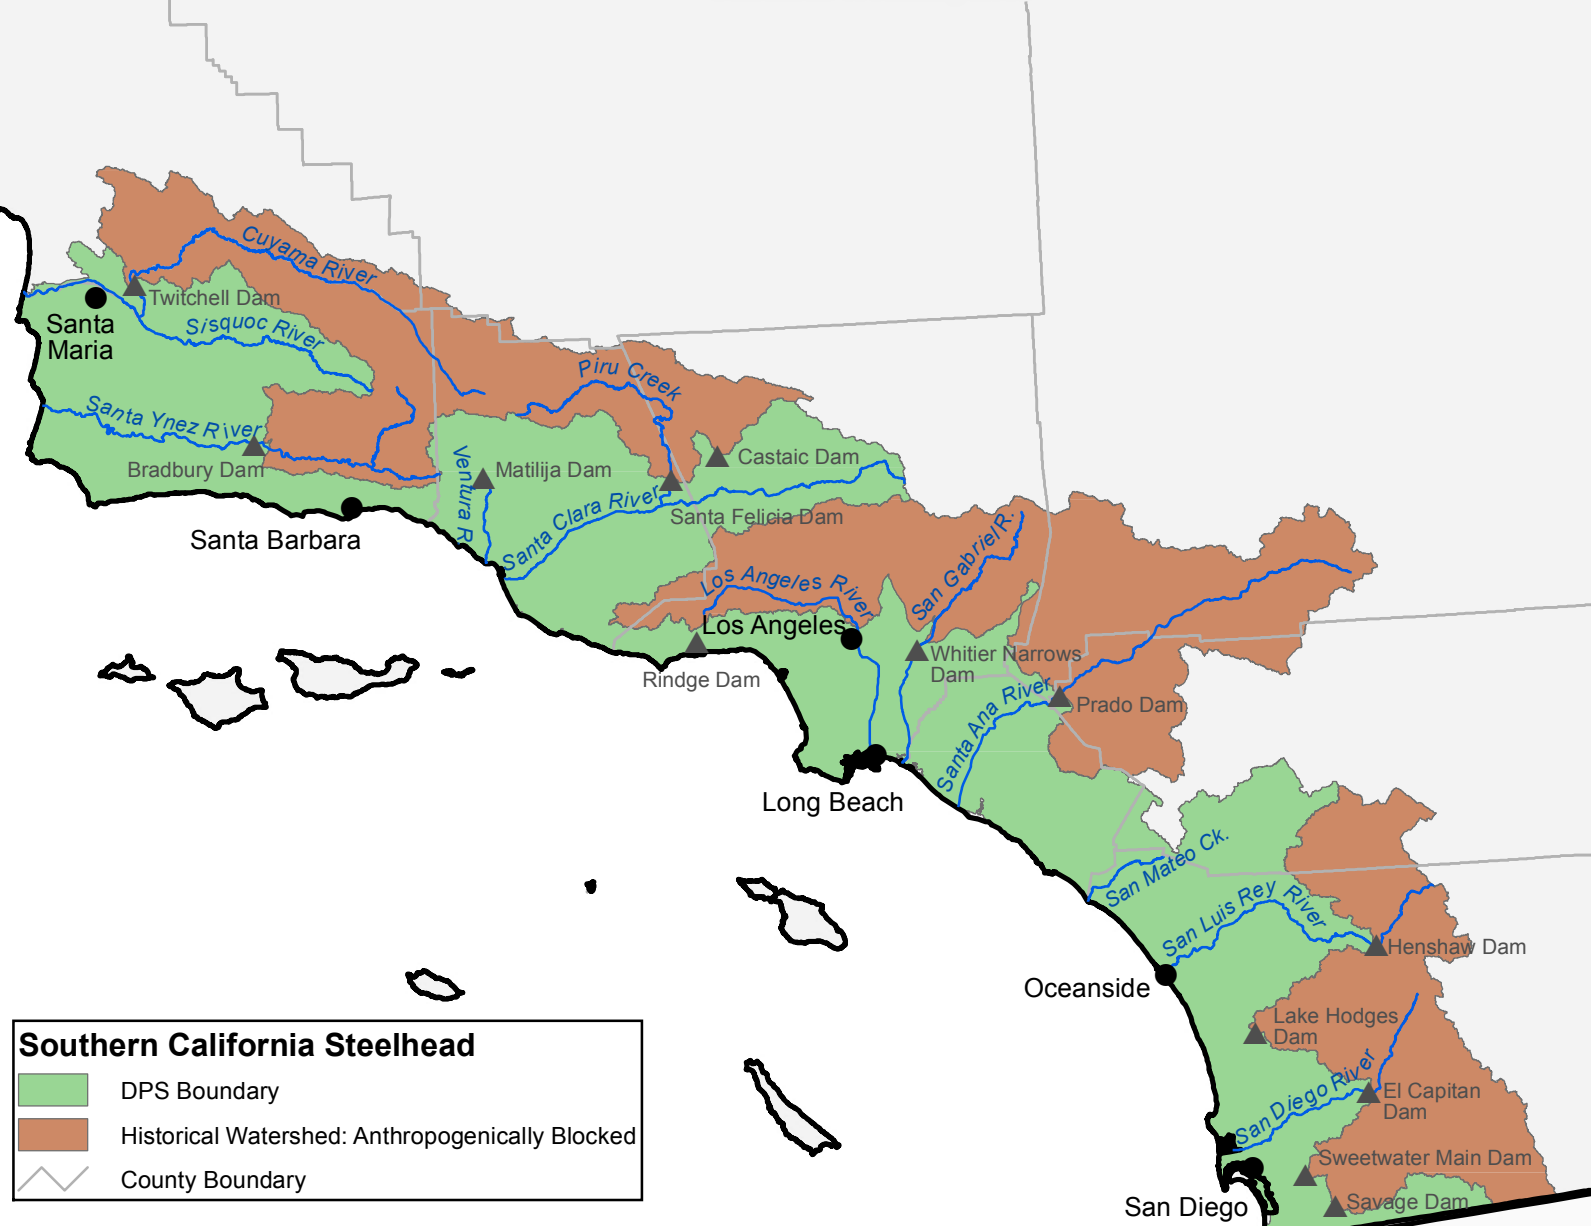 Cuyama River
Twitchell Dam
Santa
Maria
Sisquoc River
Piru Creek
Santa Ynez River
Bradbury Dam
Ventura R
Matilija Dam
Castaic Dam
Santa Clara River
Santa Felicia Dam
Santa Barbara
San Gabriel R.
Los Angeles River
Los Angeles
Whitier Narrows
Dam
Rindge Dam
Santa Ana River
Prado Dam
Long Beach
San Mateo Ck.
San Luis Rey River
Henshaw Dam
Oceanside
Lake Hodges
Dam
San Diego River
El Capitan
Dam
Sweetwater Main Dam
Savage Dam
San Diego
Southern California Steelhead
DPS Boundary
Historical Watershed: Anthropogenically Blocked
County Boundary